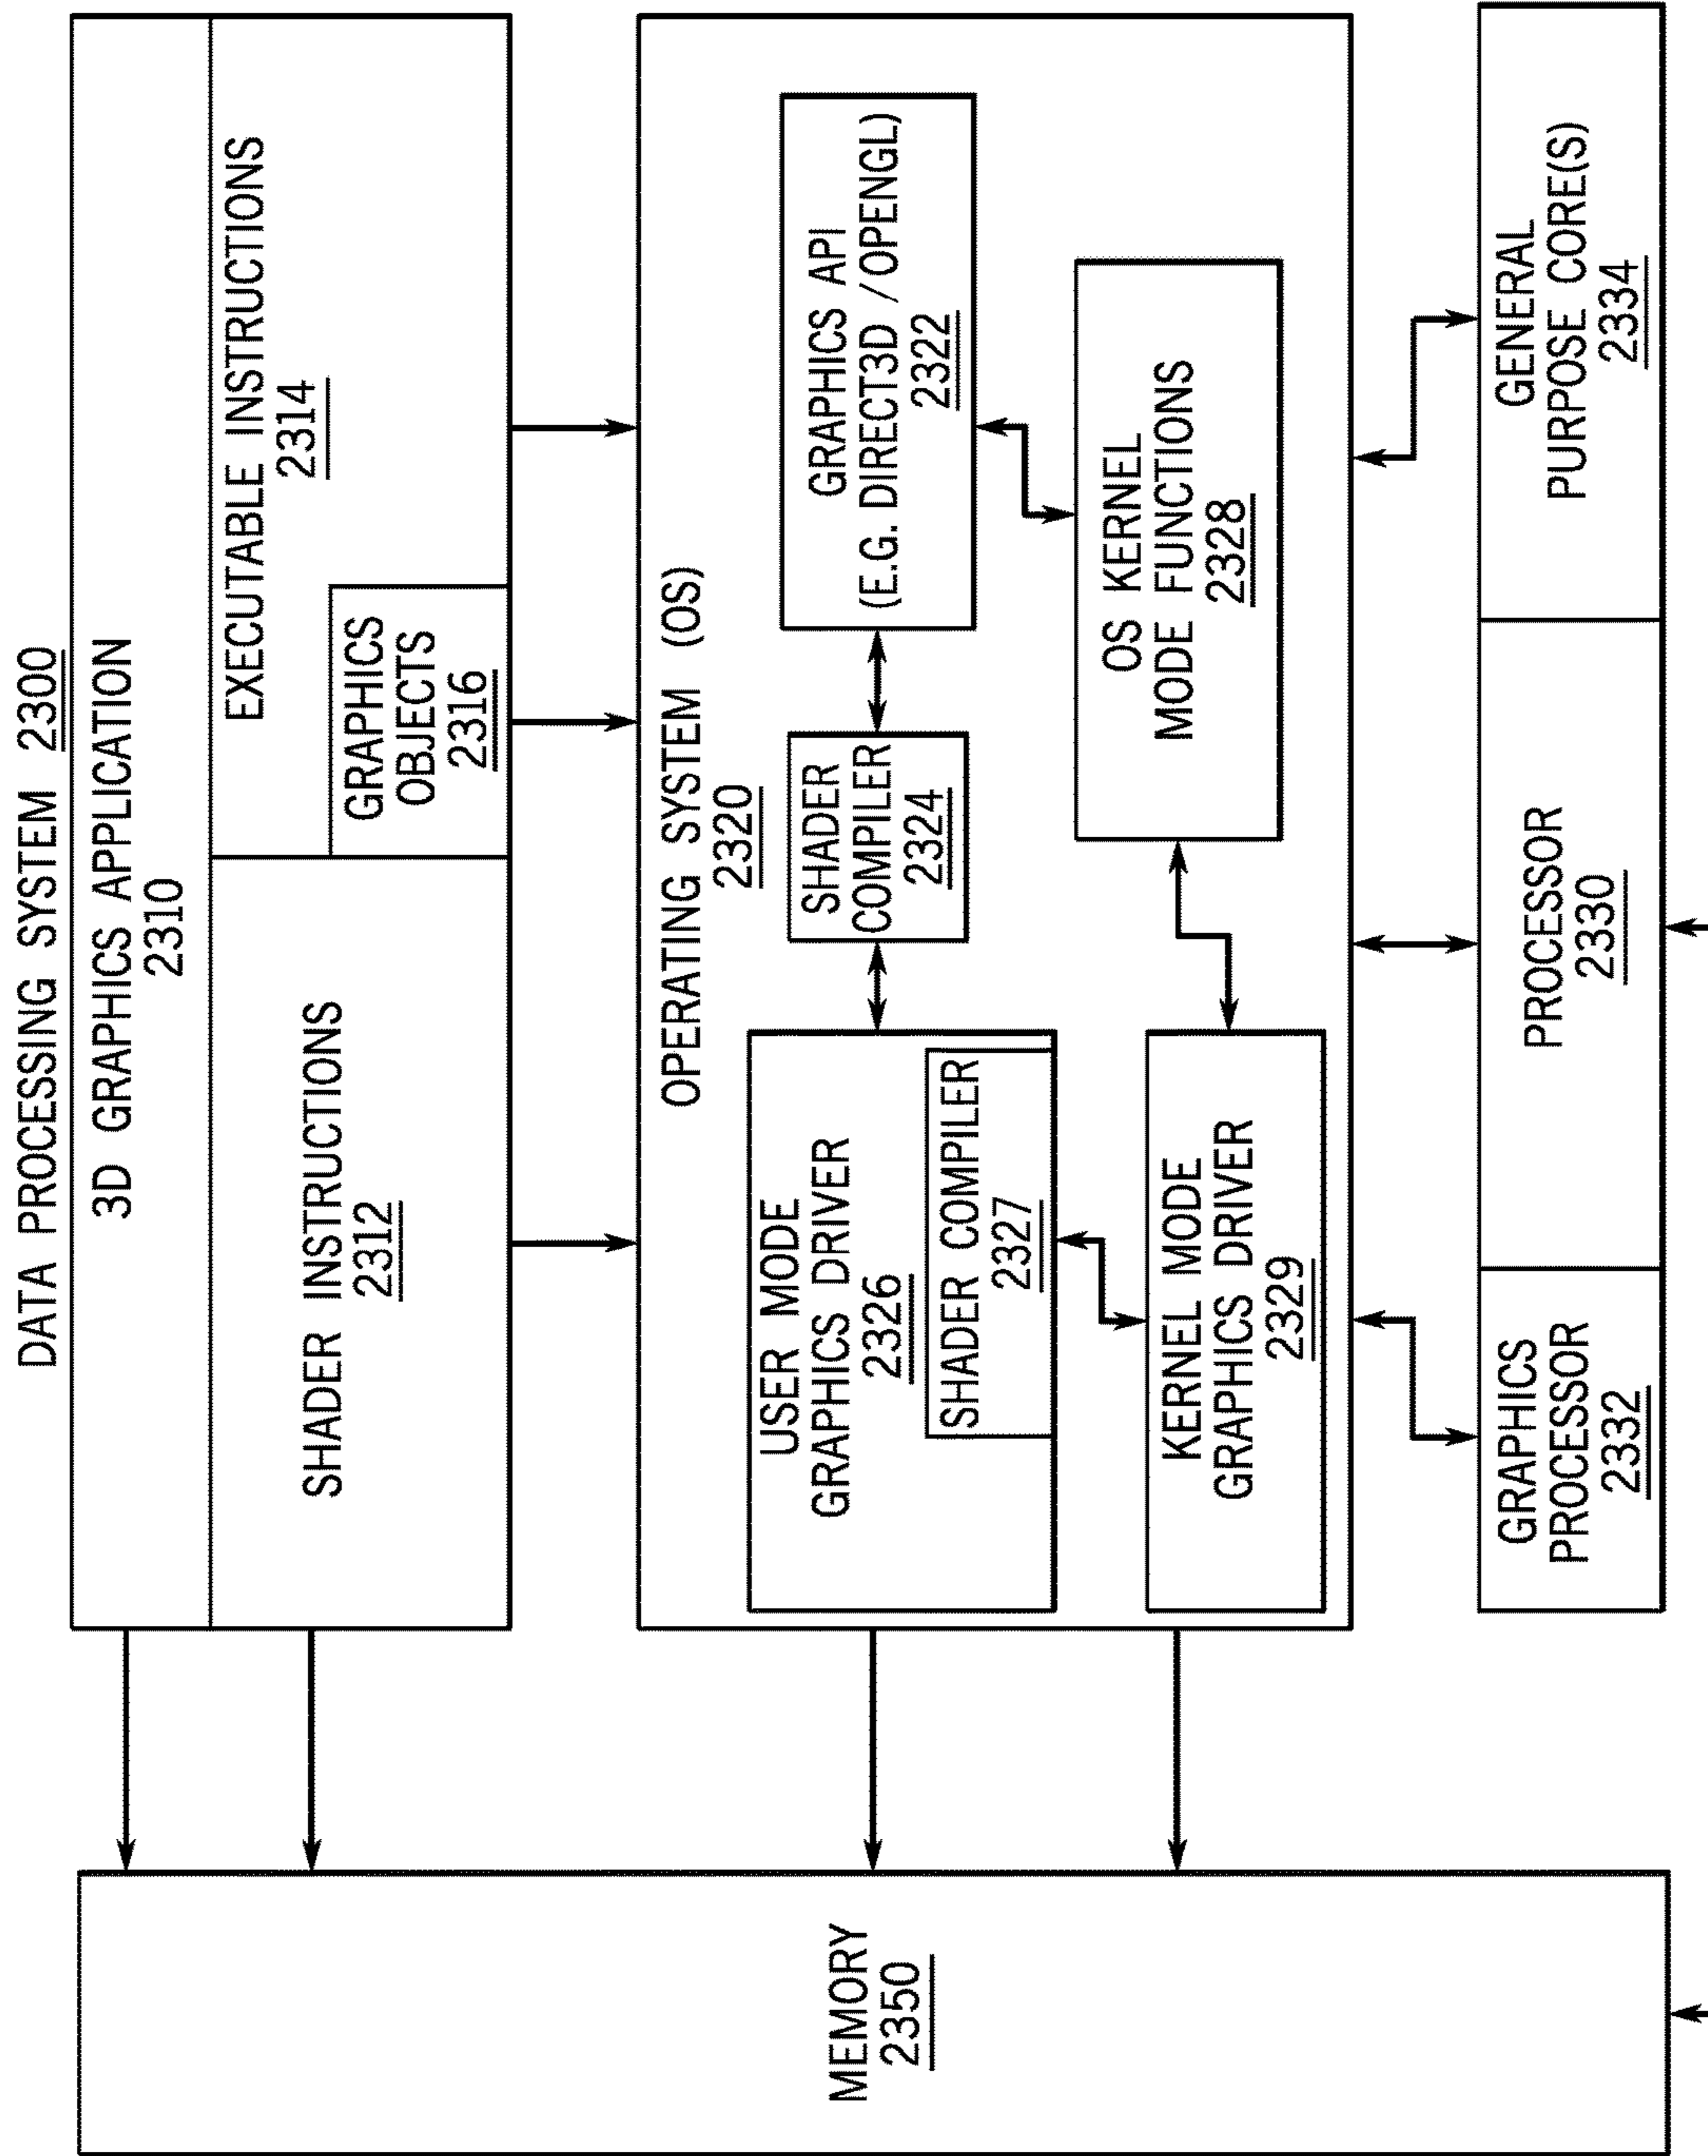 DATA PROCESSING SYSTEM 2300
3D GRAPHICS APPLICATION
2310
SHADER INSTRUCTIONS
2312
EXECUTABLE INSTRUCTIONS
2314
GRAPHICS
OBJECTS
2316
OPERATING SYSTEM (OS)
2320
USER MODE
GRAPHICS DRIVER
2326
SHADER COMPILER
2327
SHADER
COMPILER
2324
GRAPHICS API
(E.G. DIRECT3D /OPENGL)
2322
KERNEL MODE
GRAPHICS DRIVER
2329
OS KERNEL
MODE FUNCTIONS
2328
GRAPHICS
PROCESSOR
2332
PROCESSOR
2330
GENERAL
PURPOSE CORE(S)
2334
MEMORY
2350